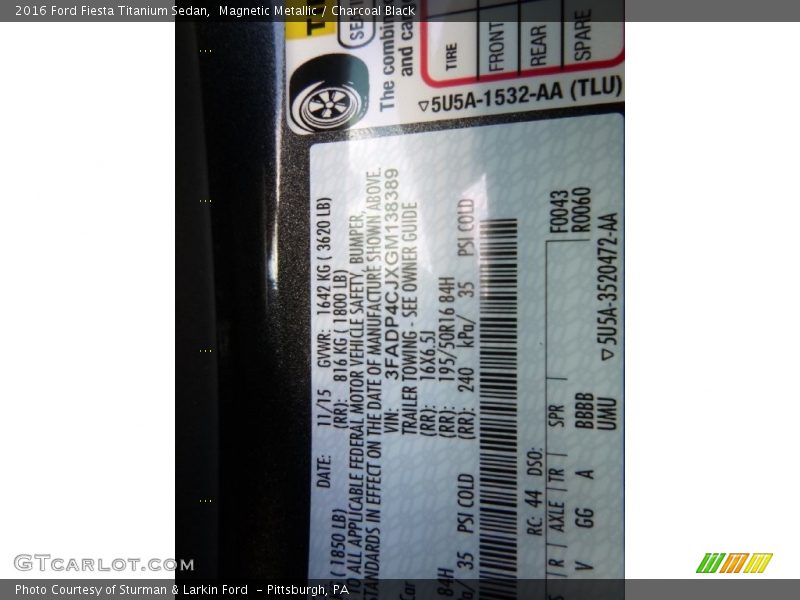 2016 Ford Fiesta Titanium Sedan, Magnetic Metallic / Charcoal Black
The combin
and ca
TIRE
FRONT
REAR
SPARE
5U5A-1532-AA (TLU)
DATE: 11/15 GVWR: 1642 KG ( 3620 LB)
( 1850 LB) (RR): 816 KG ( 1800 LB)
TO ALL APPLICABLE FEDERAL MOTOR VEHICLE SAFETY, BUMPER,
STANDARDS IN EFFECT ON THE DATE OF MANUFACTURE SHOWN ABOVE.
VIN: 3FADP4CJXGM138389
Car TRAILER TOWING - SEE OWNER GUIDE
(RR): 16X6.5J
84H (RR): 195/50R16 84H
35 PSI COLD (RR): 240 kPa/ 35 PSI COLD
RC: 44 DSO: F0043
R AXLE TR SPR R0060
V GG A BBBB
UMU
5U5A-3520472-AA
GTcarlot.com
Photo Courtesy of Sturman & Larkin Ford - Pittsburgh, PA